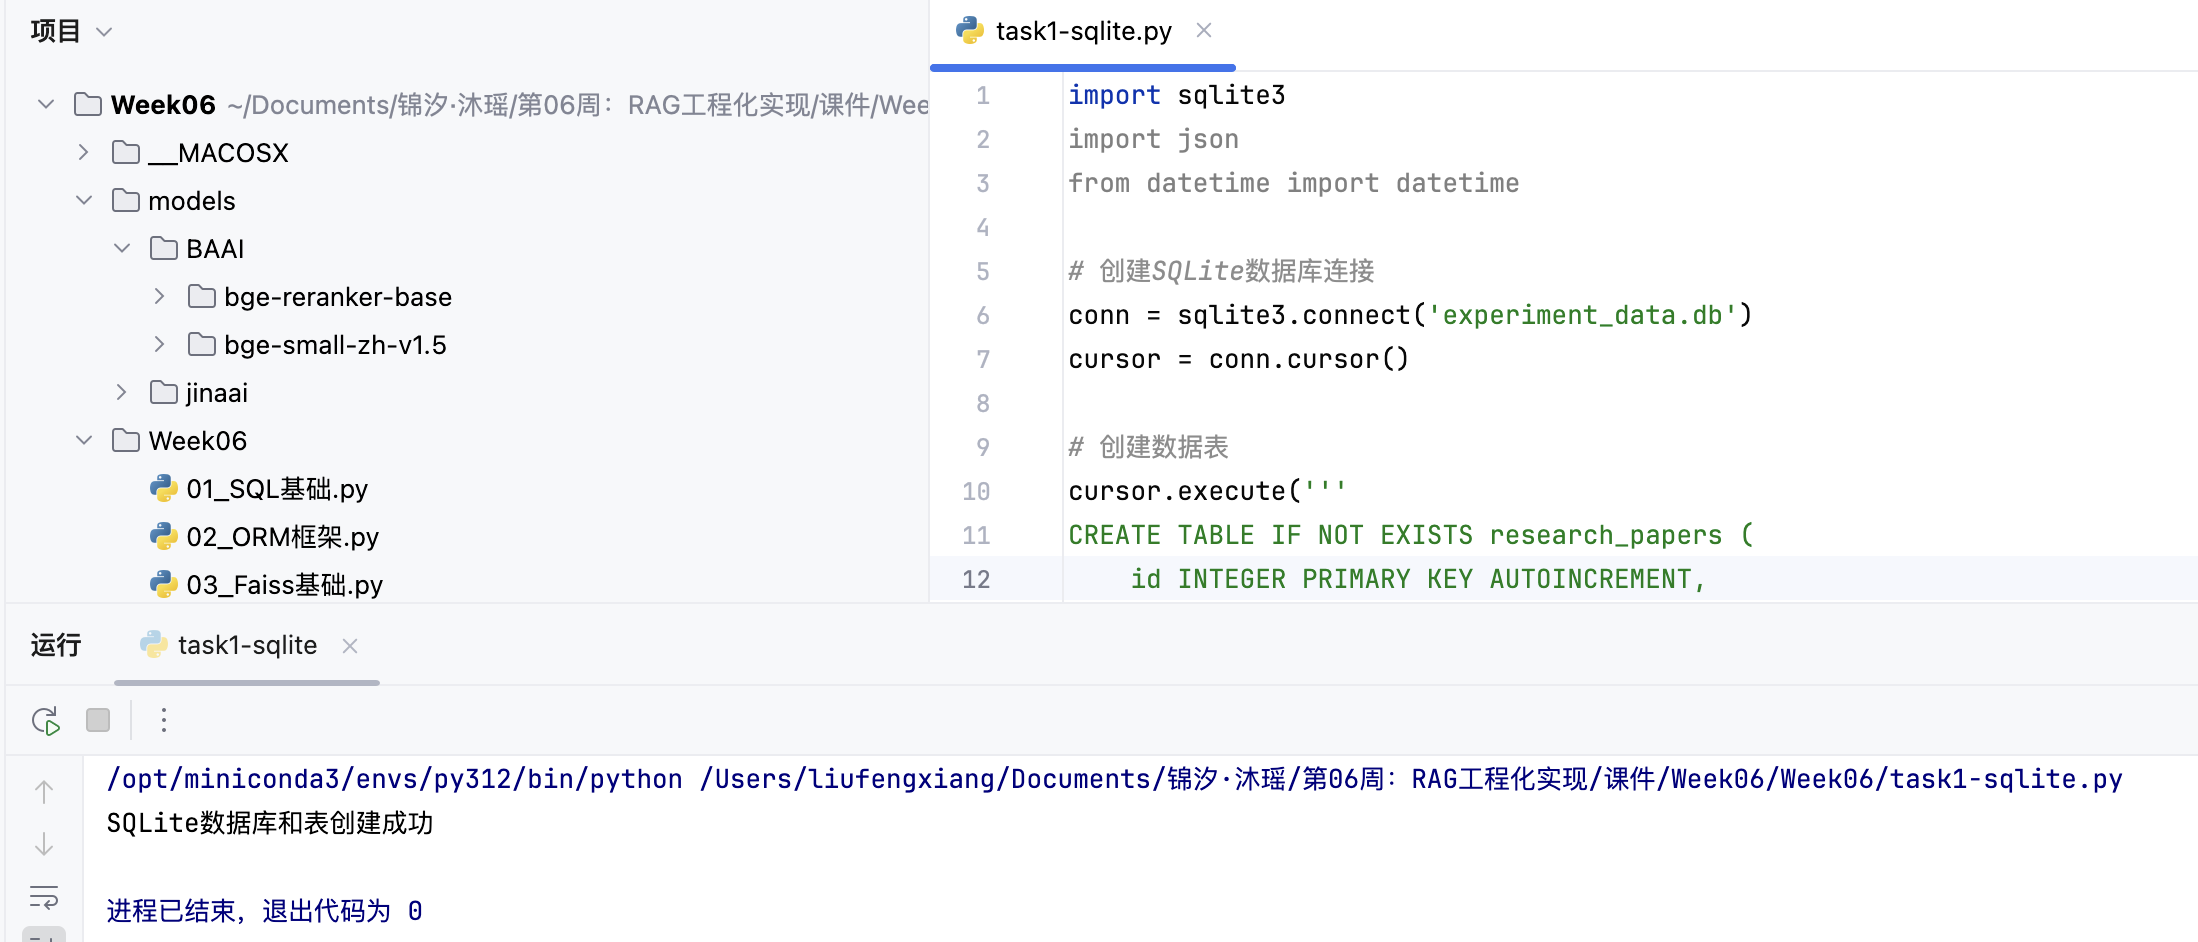 项目
Week06 ~/Documents/锦汐·沐瑶/第06周：RAG工程化实现/课件/Wee
__MACOSX
models
BAAI
bge-reranker-base
bge-small-zh-v1.5
jinaai
Week06
01_SQL基础.py
02_ORM框架.py
03_Faiss基础.py
task1-sqlite.py
1 import sqlite3
2 import json
3 from datetime import datetime
4
5 # 创建SQLite数据库连接
6 conn = sqlite3.connect('experiment_data.db')
7 cursor = conn.cursor()
8
9 # 创建数据表
10 cursor.execute('''
11 CREATE TABLE IF NOT EXISTS research_papers (
12     id INTEGER PRIMARY KEY AUTOINCREMENT,
运行 task1-sqlite
/opt/miniconda3/envs/py312/bin/python /Users/liufengxiang/Documents/锦汐·沐瑶/第06周：RAG工程化实现/课件/Week06/Week06/task1-sqlite.py
SQLite数据库和表创建成功
进程已结束，退出代码为 0